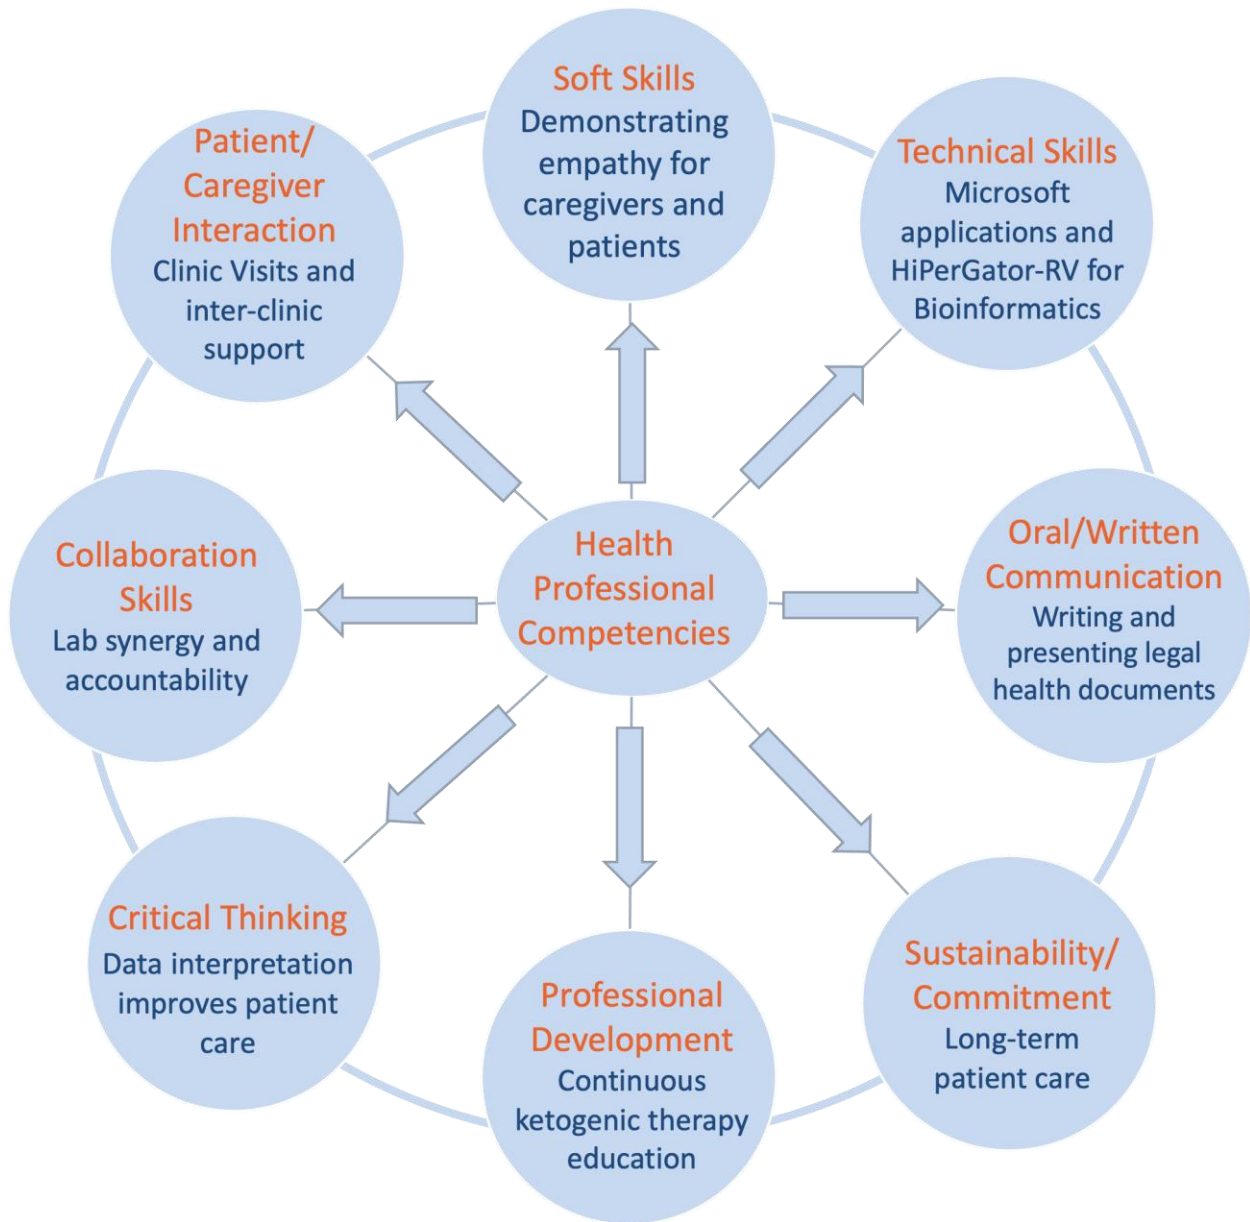 Soft Skills
Demonstrating
empathy for
caregivers and
patients
Technical Skills
Microsoft
applications and
HiPerGator-RV for
Bioinformatics
Oral/Written
Communication
Writing and
presenting legal
health documents
Sustainability/
Commitment
Long-term
patient care
Professional
Development
Continuous
ketogenic therapy
education
Critical Thinking
Data interpretation
improves patient
care
Collaboration
Skills
Lab synergy and
accountability
Patient/
Caregiver
Interaction
Clinic Visits and
inter-clinic
support
Health
Professional
Competencies